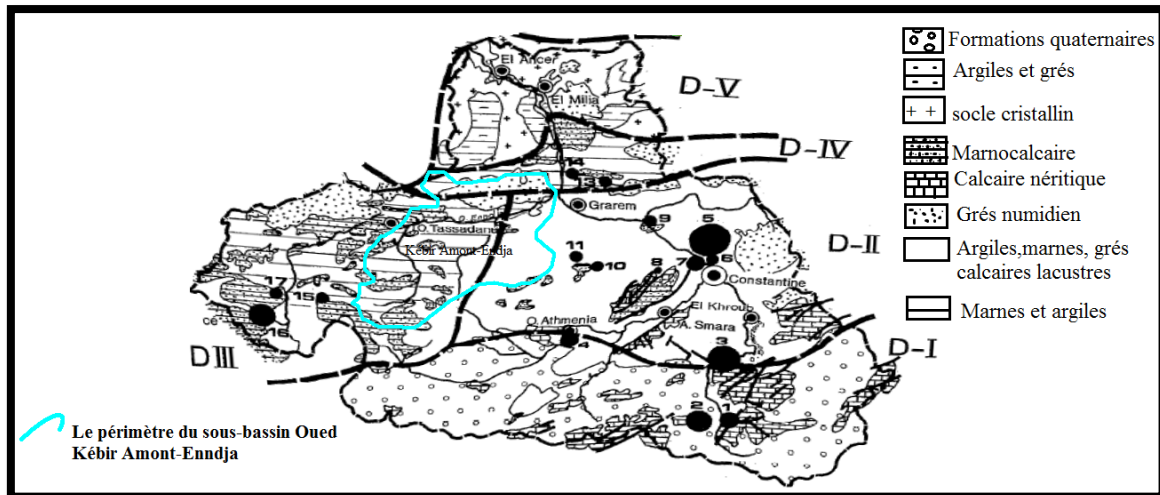 El Ancer
El Milia
D-V
D-IV
14
13
Grarem
9
5
D-II
O.Tassadane
Kébir Amont-Enndja
11
10
8
7
6
Constantine
17
15
16
El Khroub
O.Athmenia
A.Smara
4
3
D-I
DIII
2
1
1
Formations quaternaires
Argiles et grés
socle cristallin
Marnocalcaire
Calcaire néritique
Grés numidien
Argiles,marnes, grés
calcaires lacustres
Marnes et argiles
Le périmètre du sous-bassin Oued
Kébir Amont-Enndja